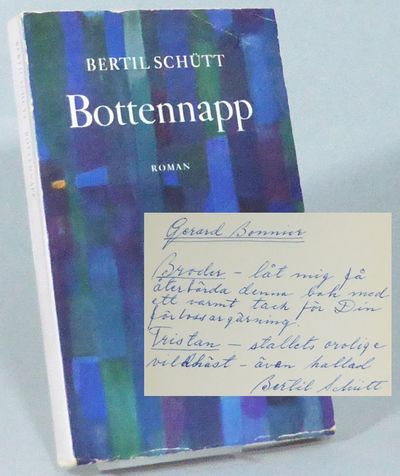 BERTIL SCHÜTT
Bottennapp
ROMAN
Gerard Bonnier
Broder – låt mig få
återbörda denna bok med
ett varmt tack för Din
förlossargärning.
Tristan – stallets orolige
vildhäst – även kallad
Bertil Schütt